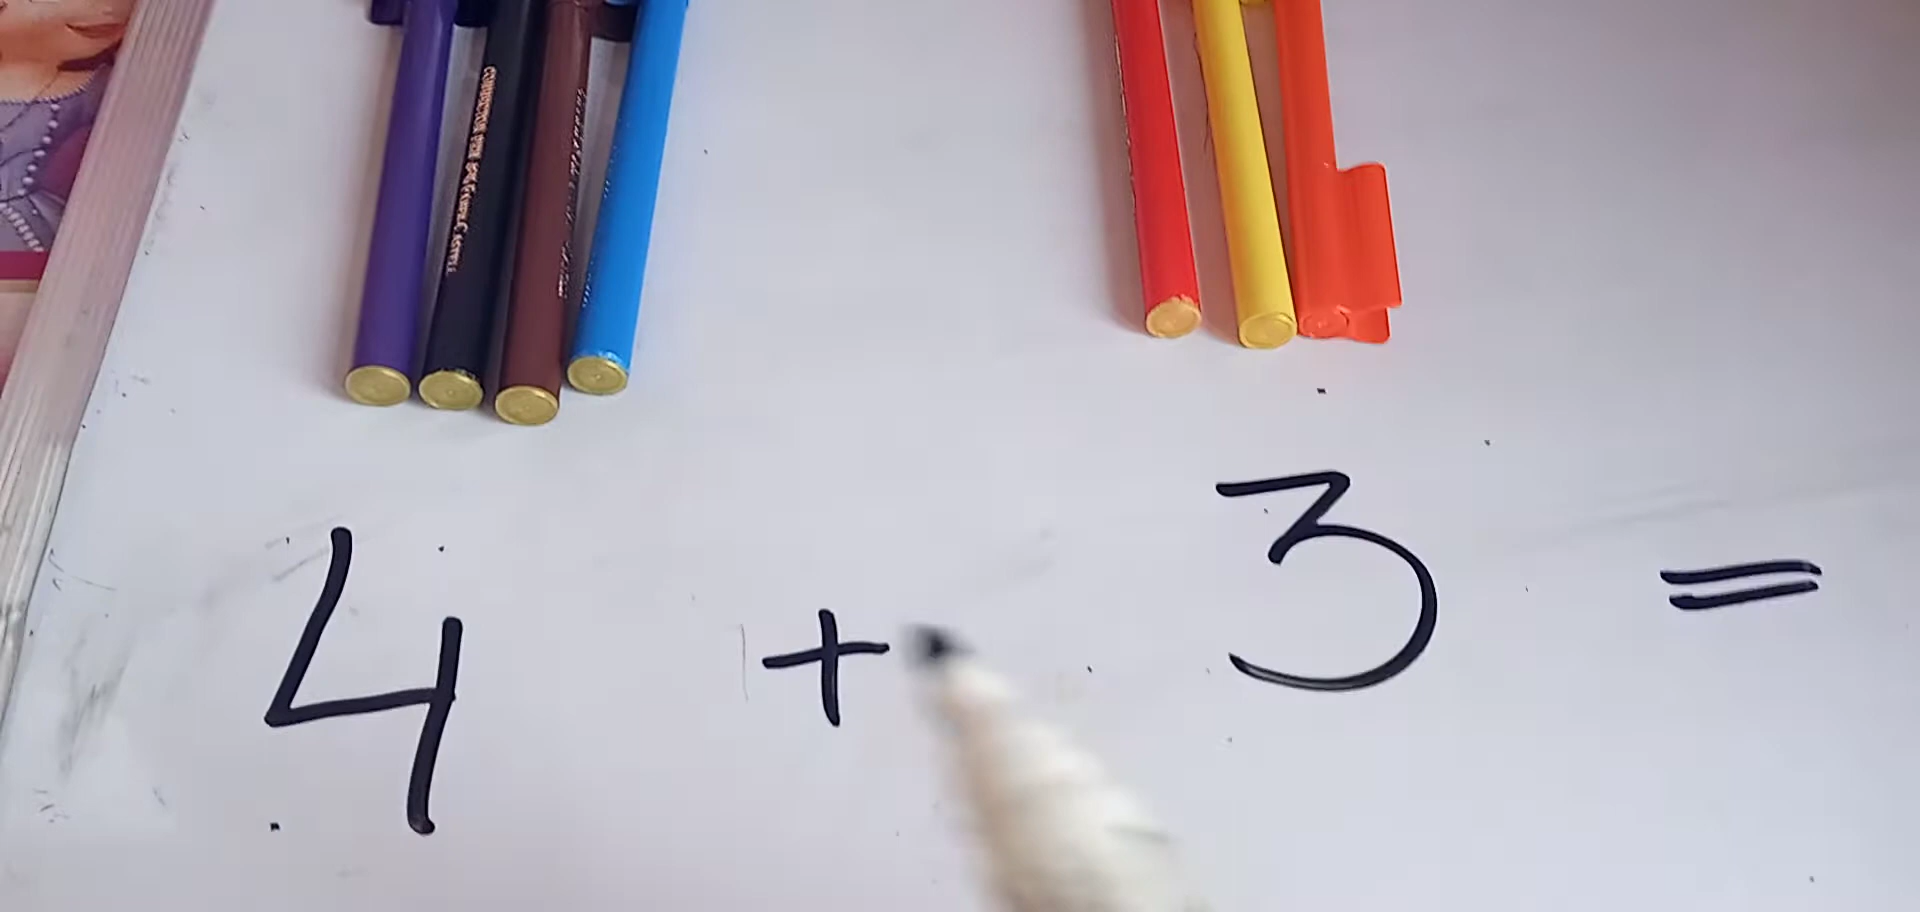 4 + 3 =